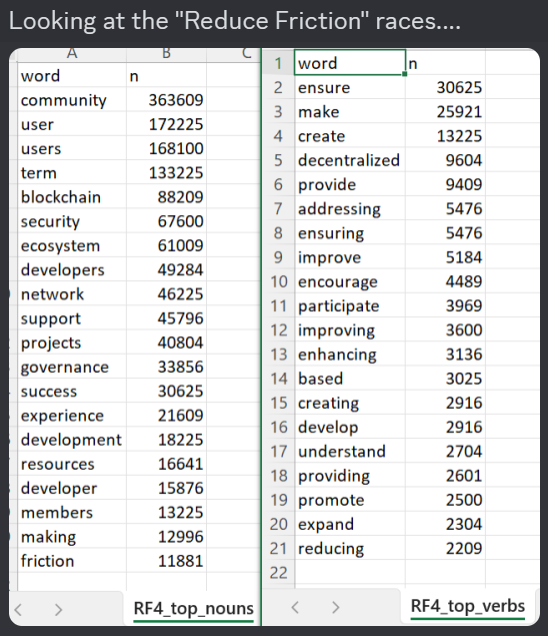 Looking at the "Reduce Friction" races....
A B C
word n
community 363609
user 172225
users 168100
term 133225
blockchain 88209
security 67600
ecosystem 61009
developers 49284
network 46225
support 45796
projects 40804
governance 33856
success 30625
experience 21609
development 18225
resources 16641
developer 15876
members 13225
making 12996
friction 11881
RF4_top_nouns
1 word n
2 ensure 30625
3 make 25921
4 create 13225
5 decentralized 9604
6 provide 9409
7 addressing 5476
8 ensuring 5476
9 improve 5184
10 encourage 4489
11 participate 3969
12 improving 3600
13 enhancing 3136
14 based 3025
15 creating 2916
16 develop 2916
17 understand 2704
18 providing 2601
19 promote 2500
20 expand 2304
21 reducing 2209
22
RF4_top_verbs